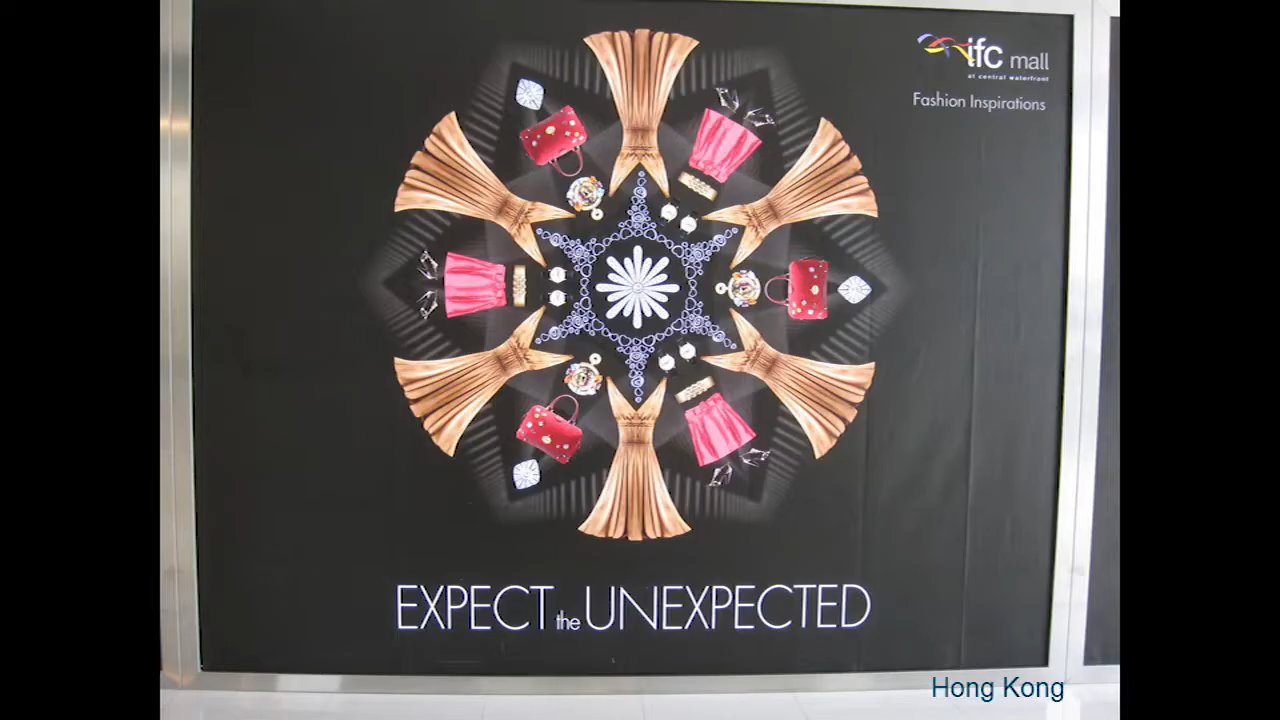 ifc mall
at central waterfront
Fashion Inspirations
EXPECT the UNEXPECTED
Hong Kong